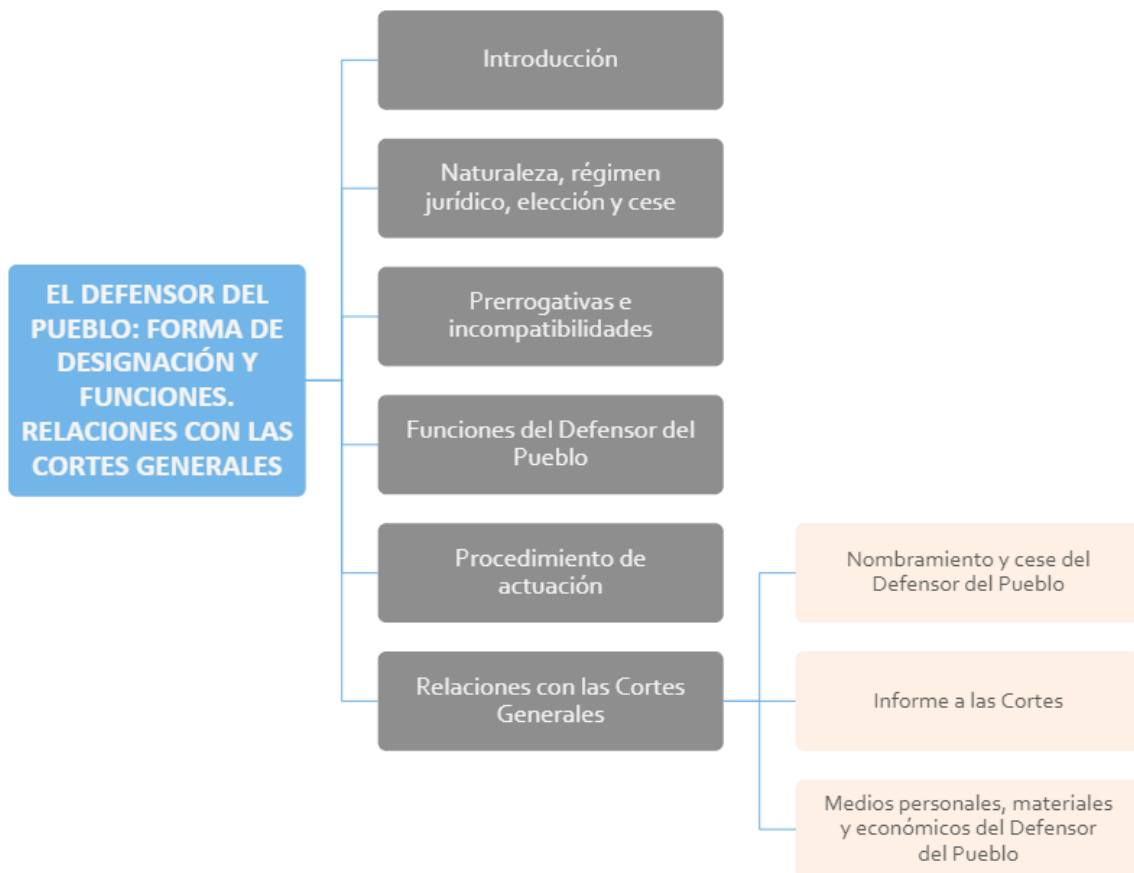 Introducción
Naturaleza, régimen
jurídico, elección y cese
EL DEFENSOR DEL
PUEBLO: FORMA DE
DESIGNACIÓN Y
FUNCIONES.
RELACIONES CON LAS
CORTES GENERALES
Prerrogativas e
incompatibilidades
Funciones del Defensor del
Pueblo
Procedimiento de
actuación
Relaciones con las Cortes
Generales
Nombramiento y cese del
Defensor del Pueblo
Informe a las Cortes
Medios personales, materiales
y económicos del Defensor
del Pueblo